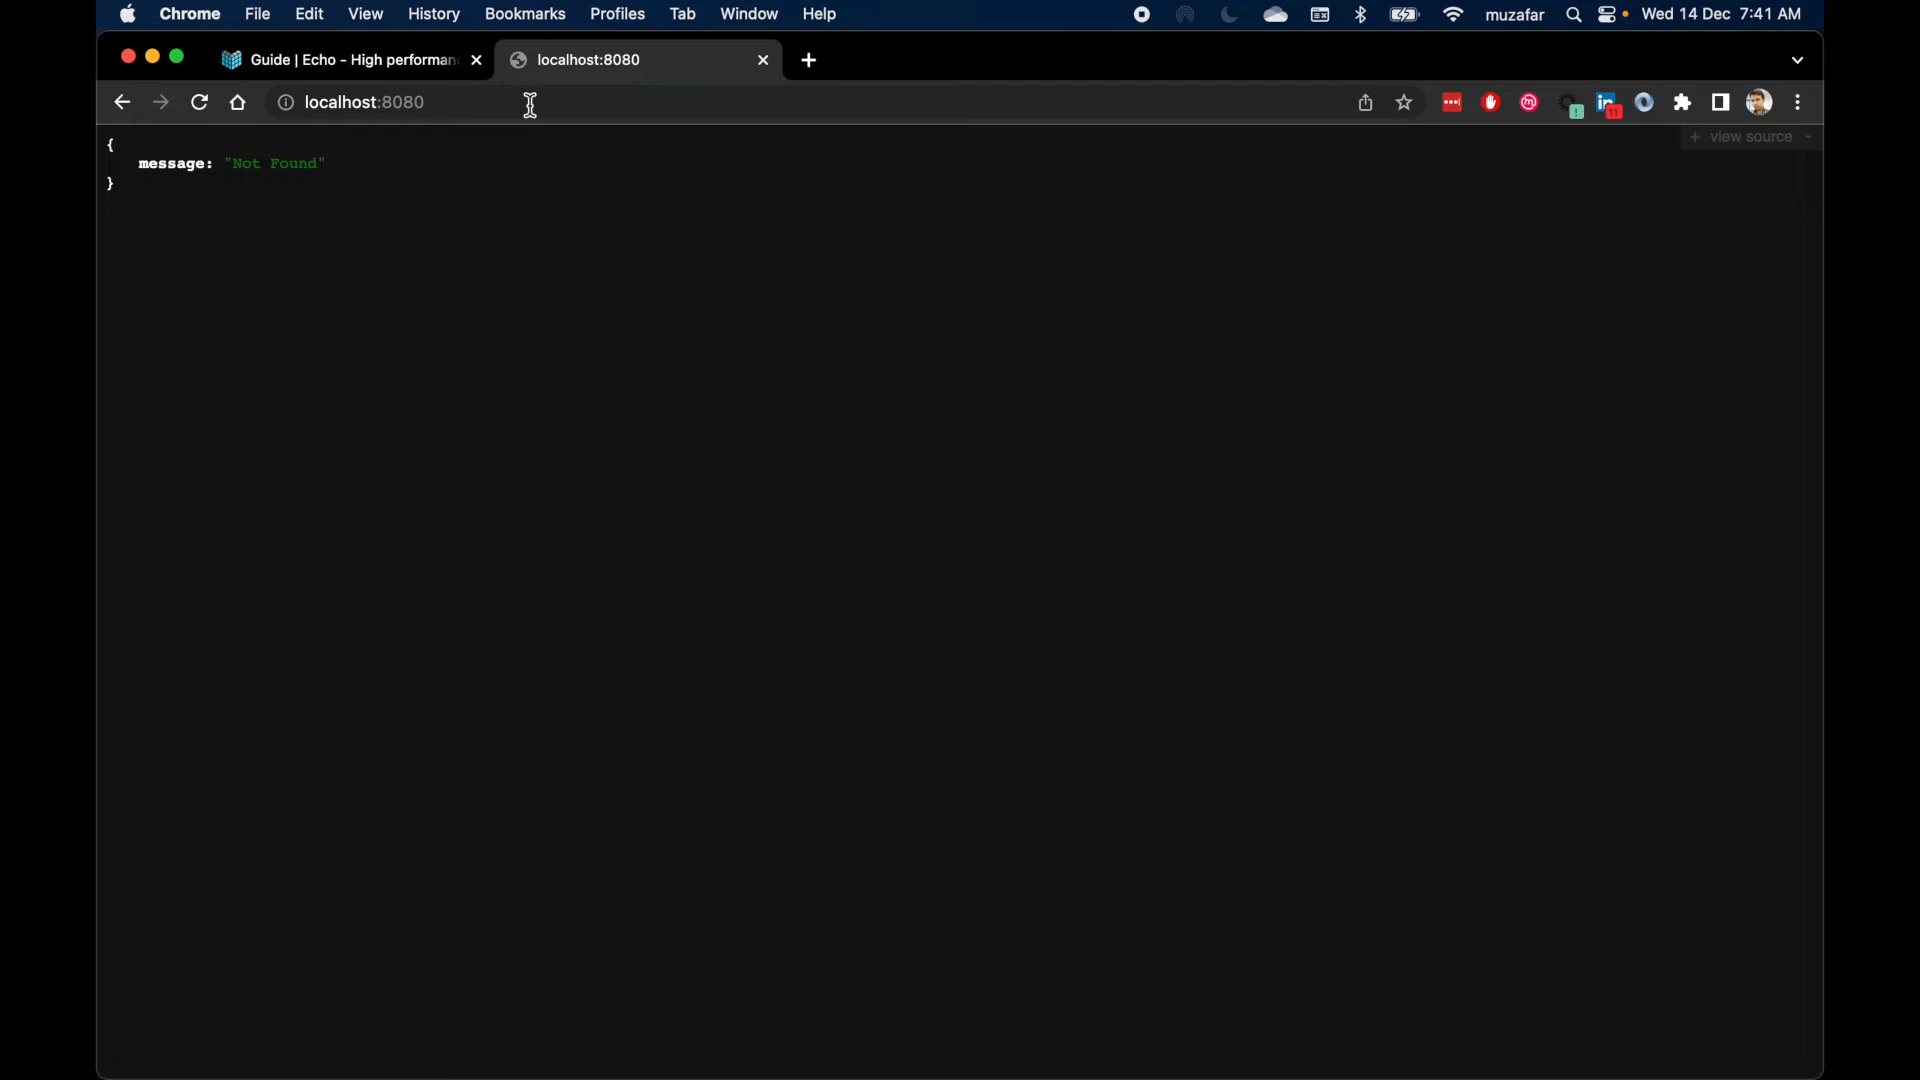 Chrome File Edit View History Bookmarks Profiles Tab Window Help muzafar Wed 14 Dec 7:41 AM
Guide | Echo - High performan localhost:8080
localhost:8080
+ view source -
{
message: "Not Found"
}